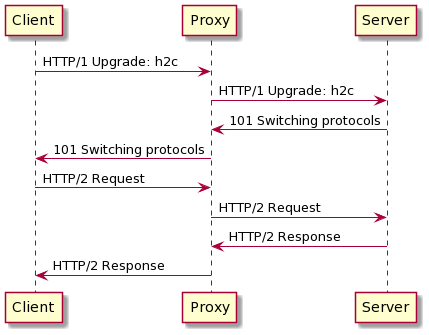 Client
Proxy
Server
HTTP/1 Upgrade: h2c
HTTP/1 Upgrade: h2c
101 Switching protocols
101 Switching protocols
HTTP/2 Request
HTTP/2 Request
HTTP/2 Response
HTTP/2 Response
Client
Proxy
Server